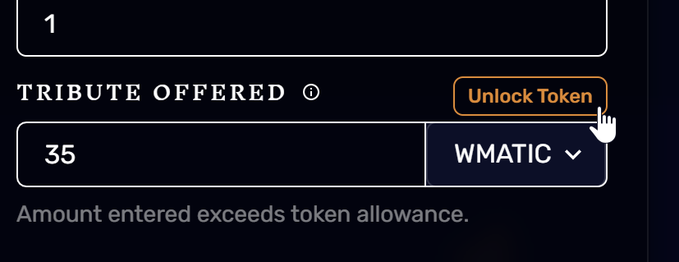 1
TRIBUTE OFFERED
Unlock Token
35
WMATIC
Amount entered exceeds token allowance.